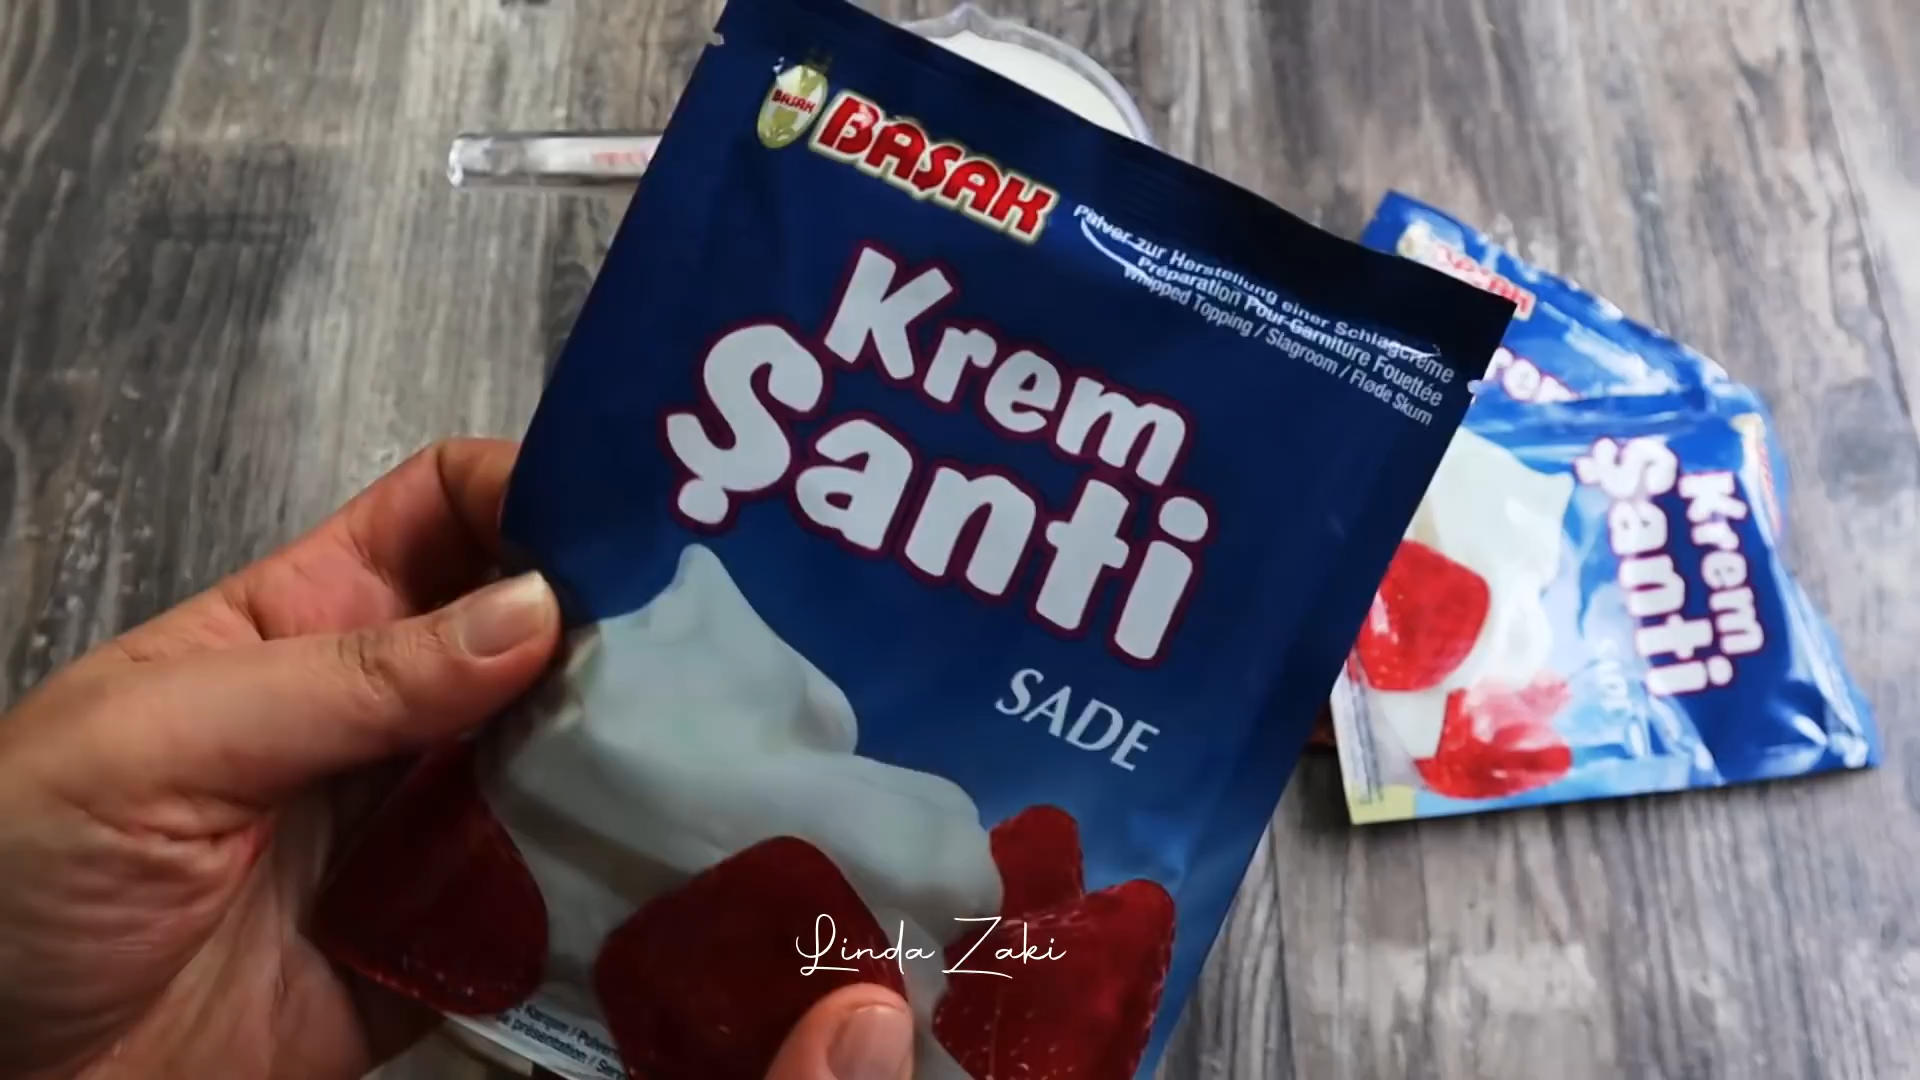 BAŞAK
BAŞAK
Pulver zur Herstellung einer Schlagcreme
Préparation Pour Garniture Fouettée
Whipped Topping / Slagroom / Fløde Skum
Krem
Şanti
SADE
Krem
Şanti
Linda Zaki